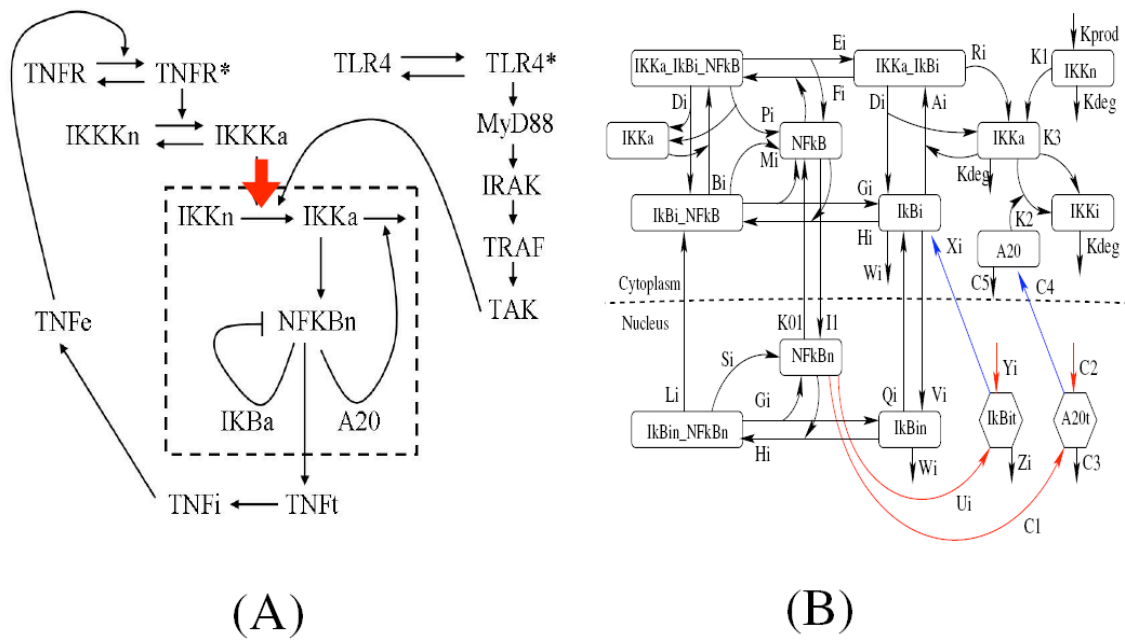 TNFR
TNFR*
TLR4
TLR4*
IKKKn
IKKKa
MyD88
IRAK
IKKn
IKKa
TRAF
TAK
TNFe
NFKBn
IKBa
A20
TNFi
TNFt
(A)
Kprod
Ei
Ri
K1
IKKa_IkBi_NFkB
IKKa_IkBi
IKKn
Fi
Di
Di
Ai
Kdeg
Pi
IKKa
NFkB
IKKa
K3
Mi
Kdeg
Bi
Gi
IkBi_NFkB
IkBi
IKKi
K2
Hi
Xi
A20
Kdeg
Wi
C5
C4
Cytoplasm
Nucleus
K01
I1
NFkBn
Si
Yi
C2
Li
Gi
Qi
Vi
IkBin_NFkBn
IkBin
IkBit
A20t
Hi
Wi
Zi
C3
Ui
C1
(B)